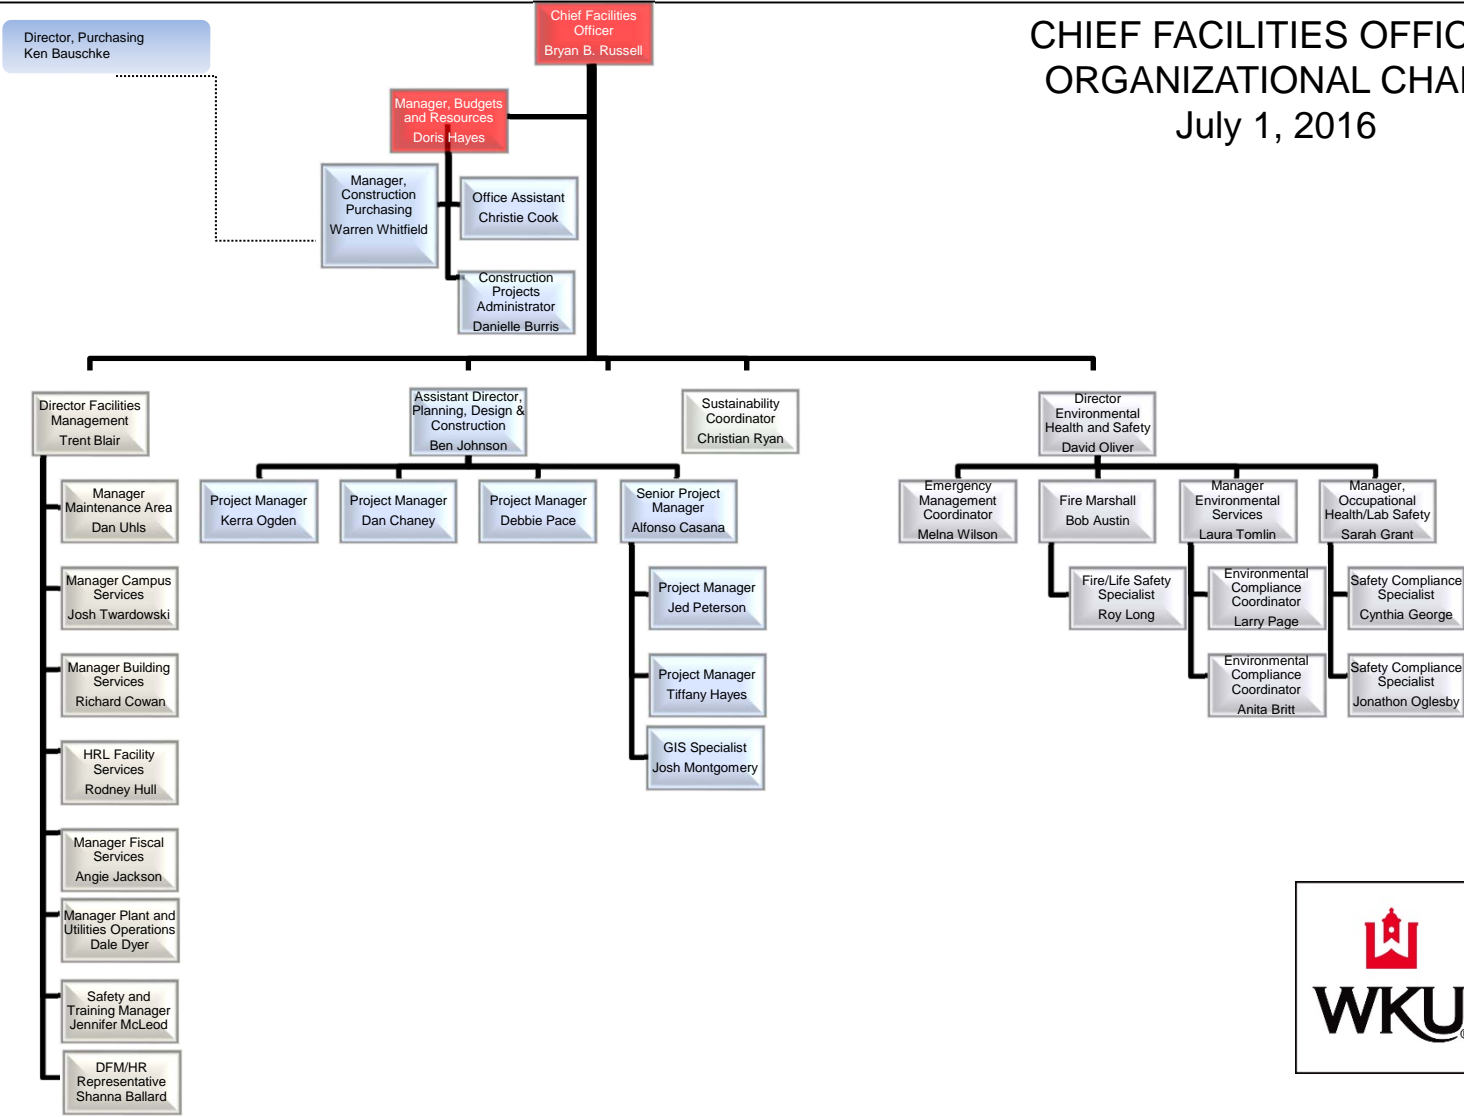 Director, Purchasing
Ken Bauschke
Chief Facilities
Officer
Bryan B. Russell
CHIEF FACILITIES OFFIC
ORGANIZATIONAL CHA
July 1, 2016
Manager, Budgets
and Resources
Doris Hayes
Manager,
Construction
Purchasing
Warren Whitfield
Office Assistant
Christie Cook
Construction
Projects
Administrator
Danielle Burris
Director Facilities
Management
Trent Blair
Assistant Director,
Planning, Design &
Construction
Ben Johnson
Sustainability
Coordinator
Christian Ryan
Director
Environmental
Health and Safety
David Oliver
Manager
Maintenance Area
Dan Uhls
Manager Campus
Services
Josh Twardowski
Manager Building
Services
Richard Cowan
HRL Facility
Services
Rodney Hull
Manager Fiscal
Services
Angie Jackson
Manager Plant and
Utilities Operations
Dale Dyer
Safety and
Training Manager
Jennifer McLeod
DFM/HR
Representative
Shanna Ballard
Project Manager
Kerra Ogden
Project Manager
Dan Chaney
Project Manager
Debbie Pace
Senior Project
Manager
Alfonso Casana
Project Manager
Jed Peterson
Project Manager
Tiffany Hayes
GIS Specialist
Josh Montgomery
Emergency
Management
Coordinator
Melna Wilson
Fire Marshall
Bob Austin
Fire/Life Safety
Specialist
Roy Long
Manager
Environmental
Services
Laura Tomlin
Environmental
Compliance
Coordinator
Larry Page
Environmental
Compliance
Coordinator
Anita Britt
Manager,
Occupational
Health/Lab Safety
Sarah Grant
Safety Compliance
Specialist
Cynthia George
Safety Compliance
Specialist
Jonathon Oglesby
WKU